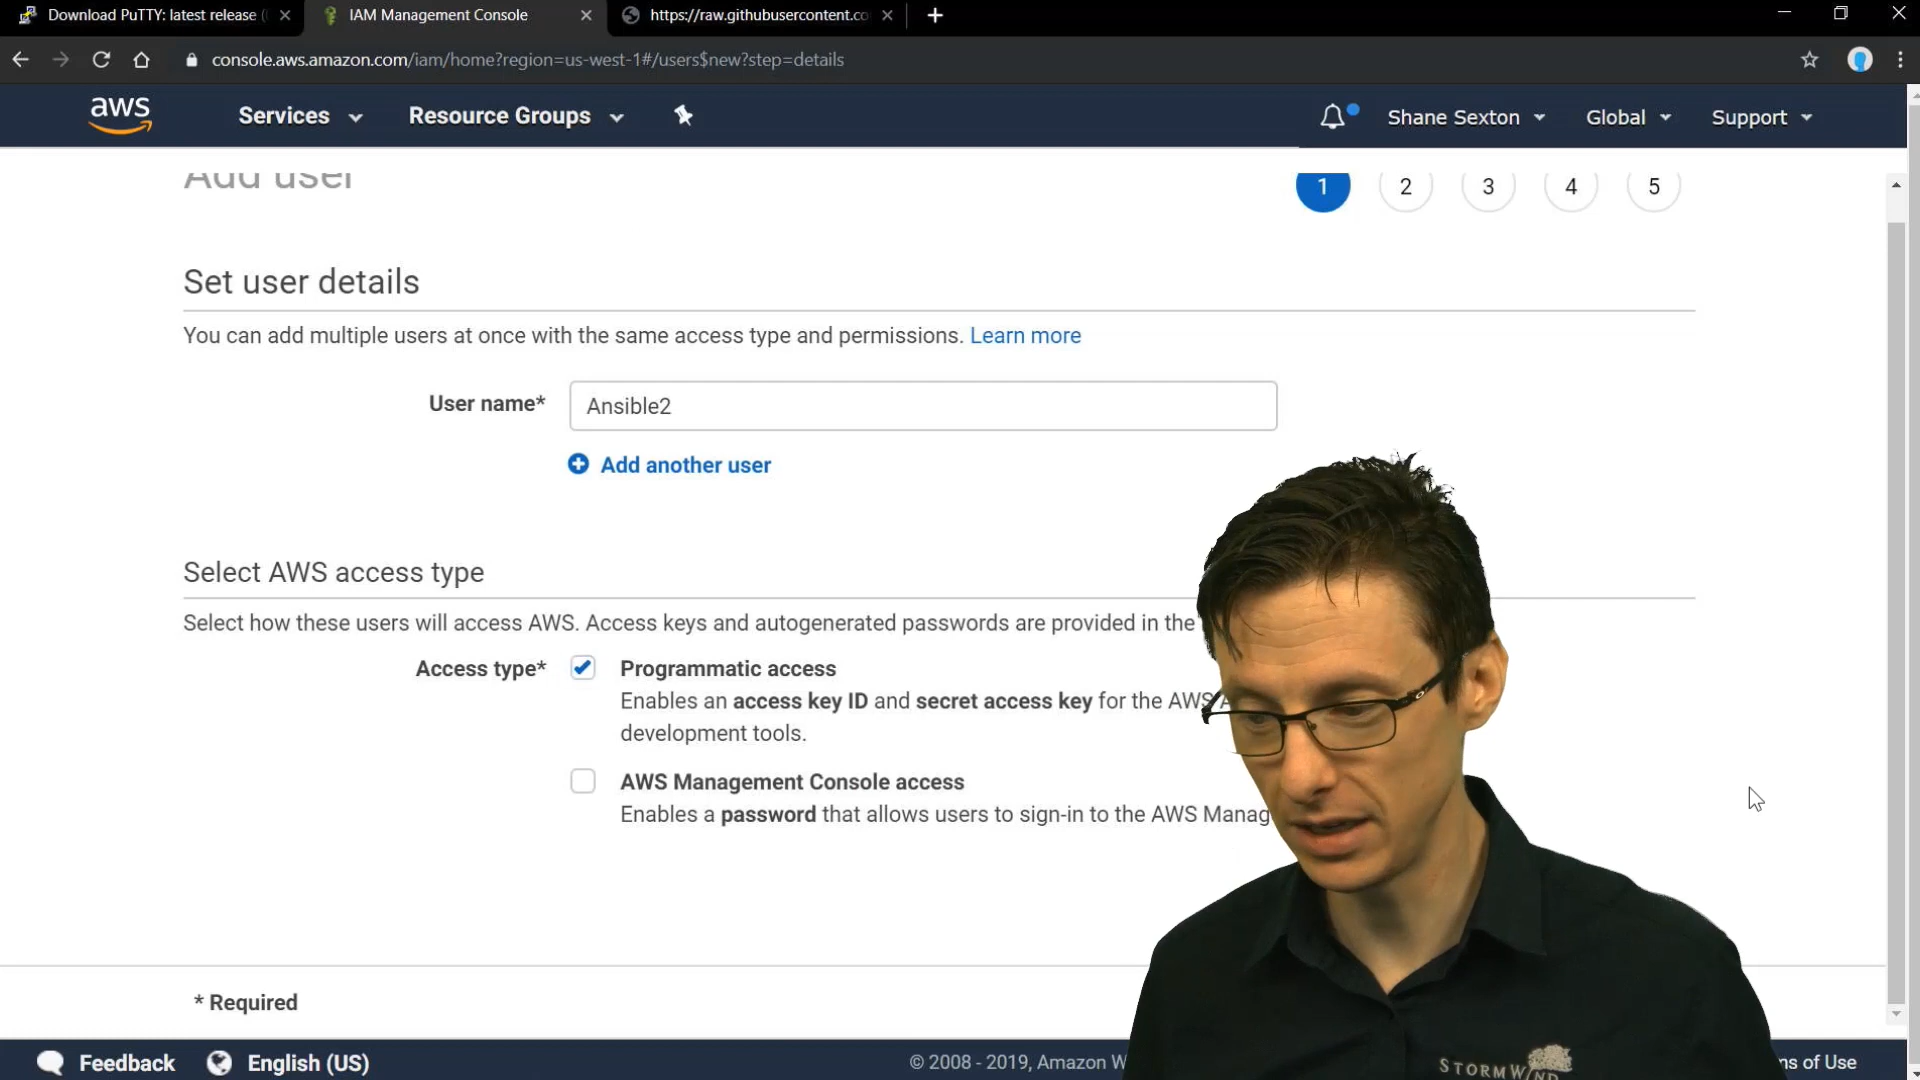 Download PuTTY: latest release (
IAM Management Console
https://raw.githubusercontent.co
console.aws.amazon.com/iam/home?region=us-west-1#/users$new?step=details
aws
Services
Resource Groups
Shane Sexton
Global
Support
Add user
1 2 3 4 5
Set user details
You can add multiple users at once with the same access type and permissions. Learn more
User name*
Ansible2
Add another user
Select AWS access type
Select how these users will access AWS. Access keys and autogenerated passwords are provided in the
Access type*
Programmatic access
Enables an access key ID and secret access key for the AWS A
development tools.
AWS Management Console access
Enables a password that allows users to sign-in to the AWS Manag
* Required
Feedback
English (US)
© 2008 - 2019, Amazon W
ns of Use
STORMWIND